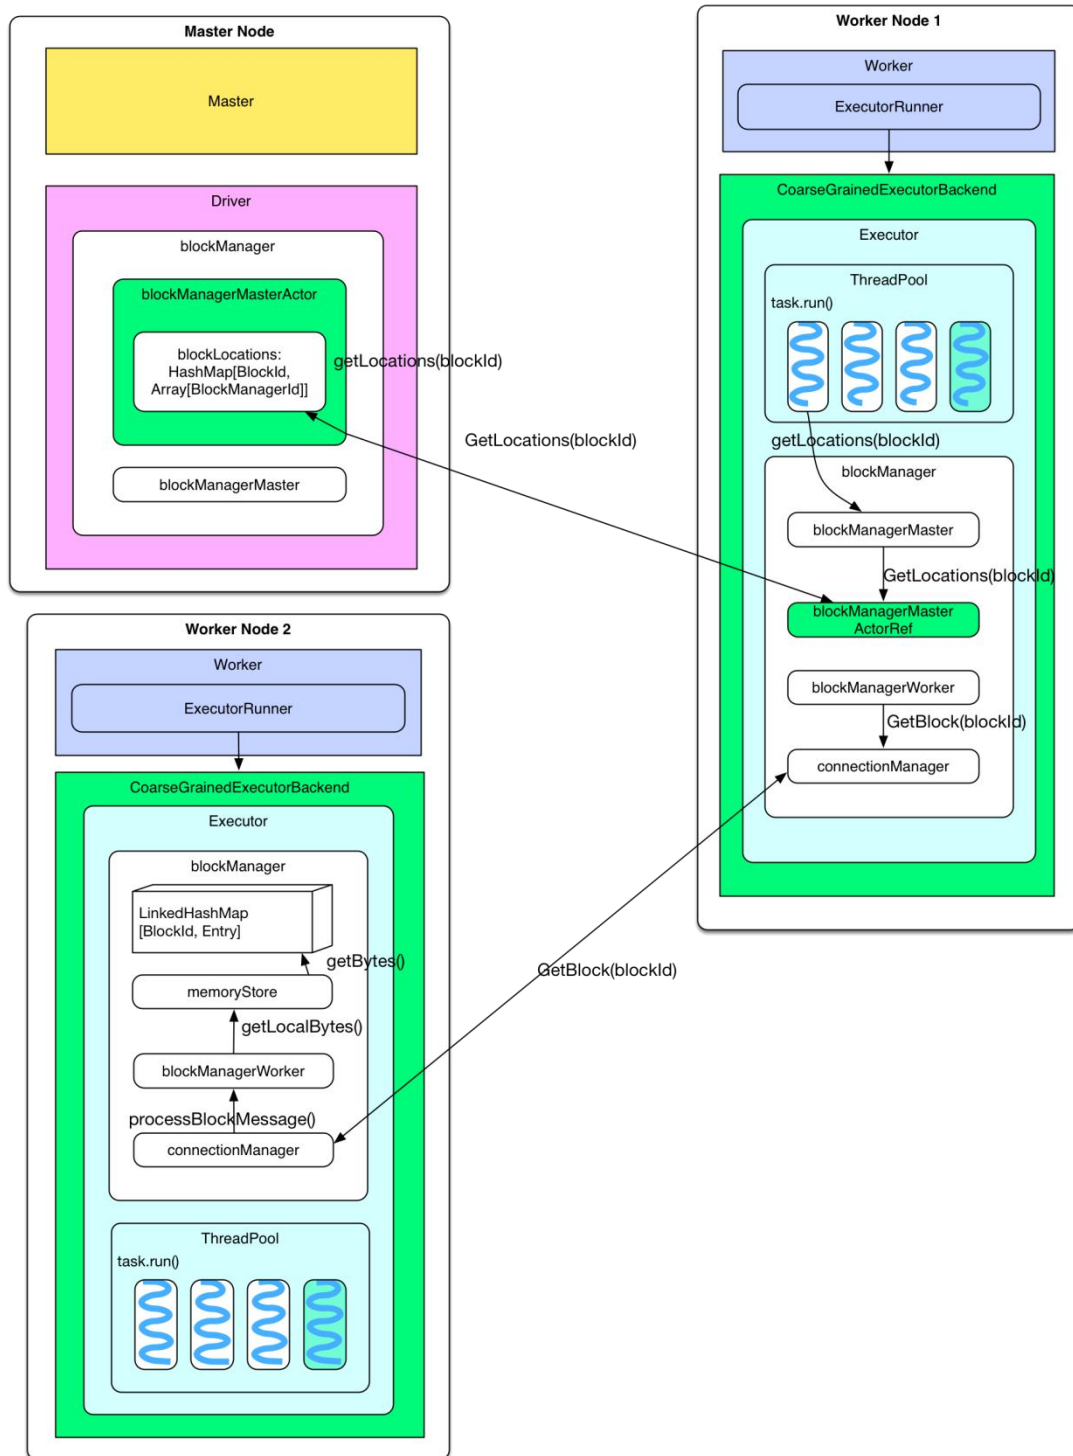 Master Node
Master
Driver
blockManager
blockManagerMasterActor
blockLocations:
HashMap[BlockId,
Array[BlockManagerId]]
getLocations(blockId)
blockManagerMaster
GetLocations(blockId)
Worker Node 1
Worker
ExecutorRunner
CoarseGrainedExecutorBackend
Executor
ThreadPool
task.run()
getLocations(blockId)
blockManager
blockManagerMaster
GetLocations(blockId)
blockManagerMaster
ActorRef
blockManagerWorker
GetBlock(blockId)
connectionManager
Worker Node 2
Worker
ExecutorRunner
CoarseGrainedExecutorBackend
Executor
blockManager
LinkedHashMap
[BlockId, Entry]
getBytes()
memoryStore
getLocalBytes()
blockManagerWorker
processBlockMessage()
connectionManager
GetBlock(blockId)
ThreadPool
task.run()